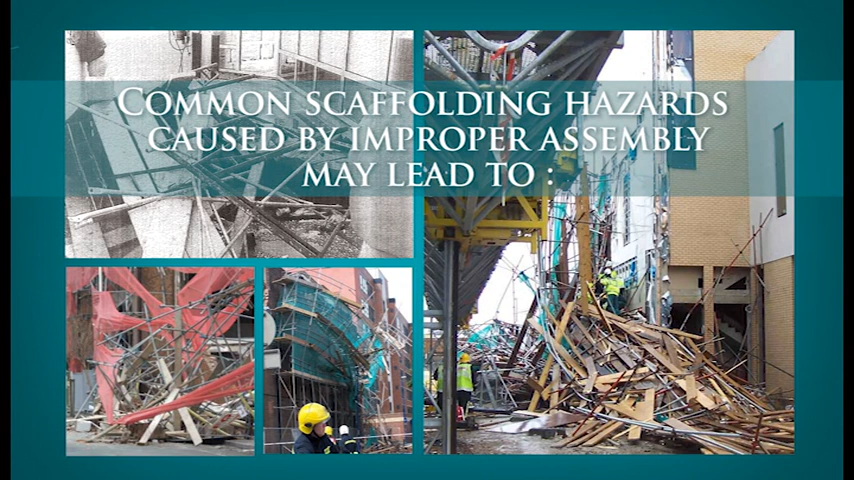 Common scaffolding hazards
caused by improper assembly
may lead to :